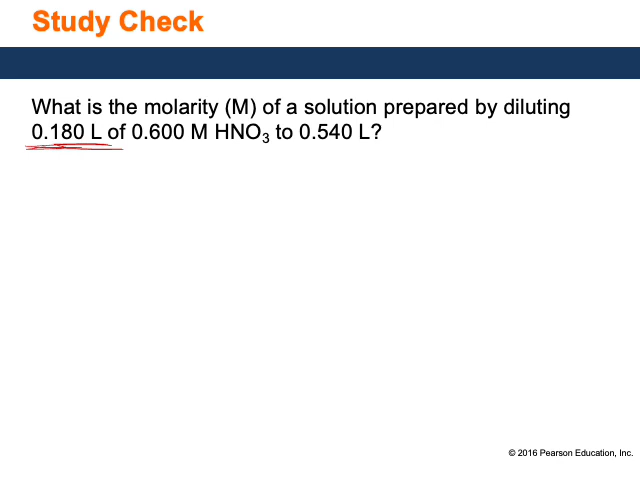 Study Check
What is the molarity (M) of a solution prepared by diluting
0.180 L of 0.600 M HNO₃ to 0.540 L?
© 2016 Pearson Education, Inc.